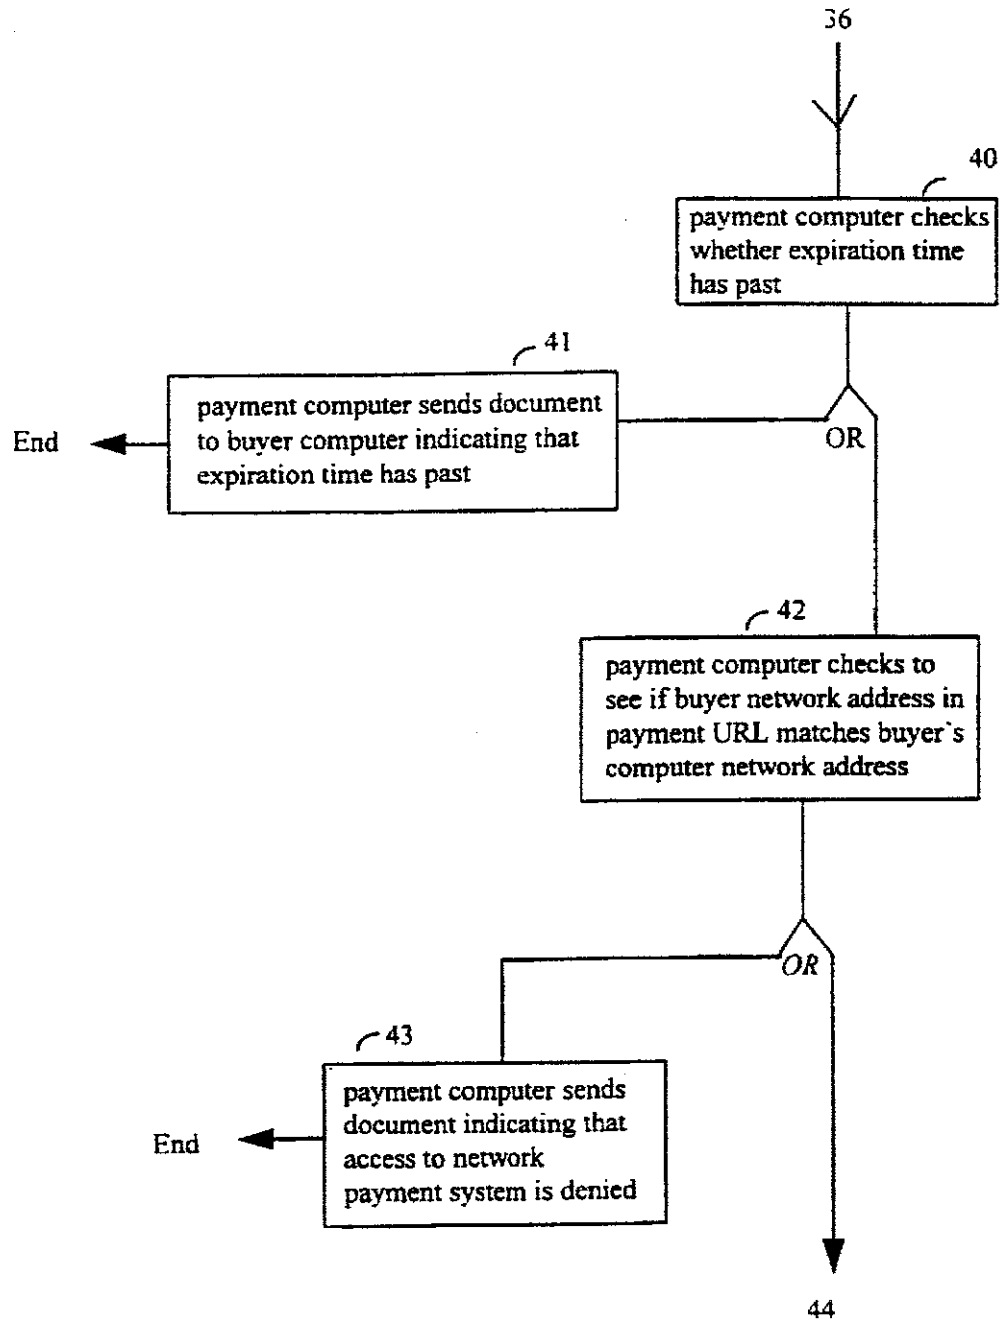 36
40
payment computer checks
whether expiration time
has past
41
payment computer sends document
to buyer computer indicating that
expiration time has past
End
OR
42
payment computer checks to
see if buyer network address in
payment URL matches buyer`s
computer network address
OR
43
payment computer sends
document indicating that
access to network
payment system is denied
End
44